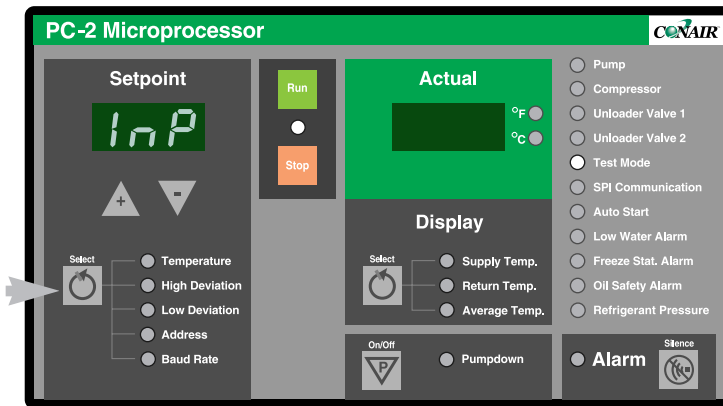 PC-2 Microprocessor
CONAIR
Setpoint
InP
+
-
Select
Temperature
High Deviation
Low Deviation
Address
Baud Rate
Run
Stop
Actual
°F
°C
Display
Select
Supply Temp.
Return Temp.
Average Temp.
On/Off
P
Pumpdown
Pump
Compressor
Unloader Valve 1
Unloader Valve 2
Test Mode
SPI Communication
Auto Start
Low Water Alarm
Freeze Stat. Alarm
Oil Safety Alarm
Refrigerant Pressure
Alarm
Silence